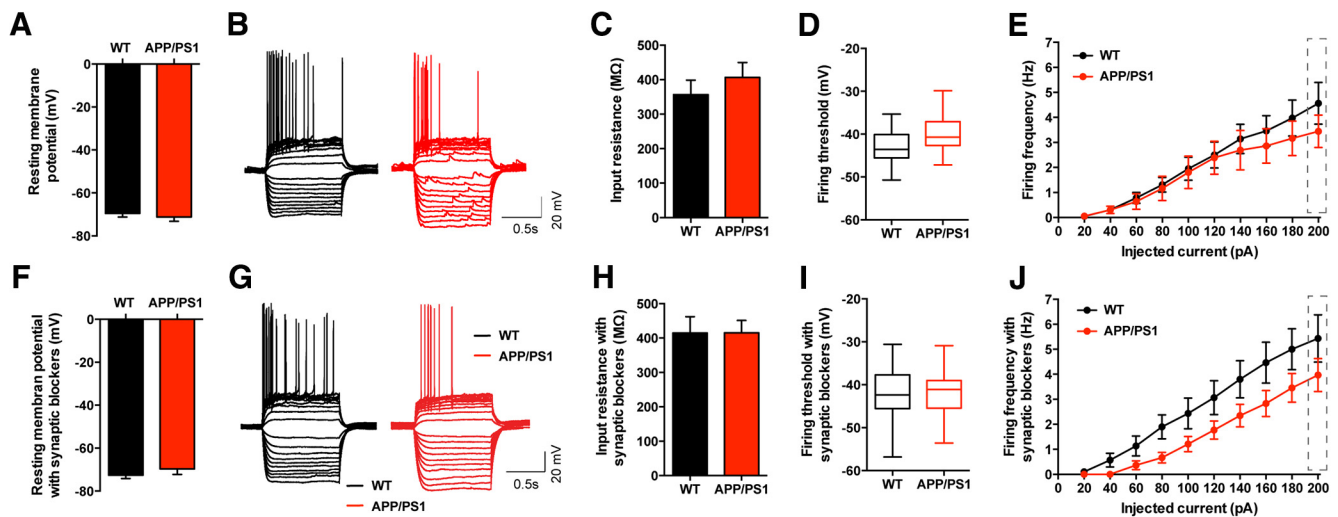 A
WT APP/PS1
0
-20
-40
-60
-80
Resting membrane
potential (mV)
B
0.5s
20 mV
C
500
400
300
200
100
0
Input resistance (MΩ)
WT APP/PS1
D
-20
-30
-40
-50
-60
Firing threshold (mV)
WT APP/PS1
E
7
6
5
4
3
2
1
0
Firing frequency (Hz)
WT
APP/PS1
0 20 40 60 80 100 120 140 160 180 200
Injected current (pA)
F
WT APP/PS1
0
-20
-40
-60
-80
Resting membran potential
with synaptic blockers (mV)
G
WT
APP/PS1
WT
APP/PS1
0.5s
20 mV
H
500
400
300
200
100
0
Input resistance with
synaptic blockers (MΩ)
WT APP/PS1
I
-20
-30
-40
-50
-60
Firing threshold with
synaptic blockers (mV)
WT APP/PS1
J
7
6
5
4
3
2
1
0
Firing frequency with
synaptic blockers (Hz)
WT
APP/PS1
0 20 40 60 80 100 120 140 160 180 200
Injected current (pA)